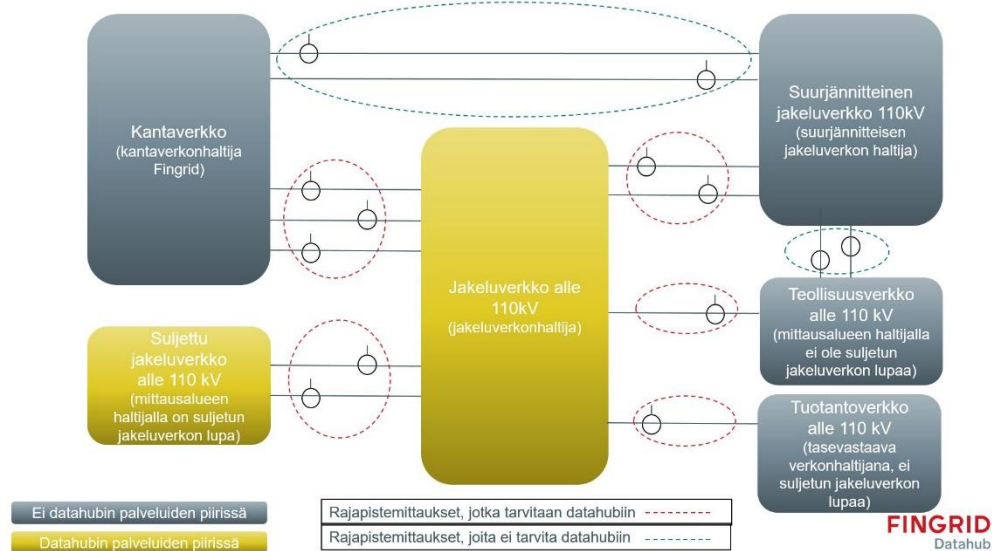 Kantaverkko
(kantaverkonhaltija
Fingrid)
Suurjännitteinen
jakeluverkko 110kV
(suurjännitteisen
jakeluverkon haltija)
Jakeluverkko alle
110kV
(jakeluverkonhaltija)
Suljettu
jakeluverkko
alle 110 kV
(mittausalueen
haltijalla on suljetun
jakeluverkon lupa)
Teollisuusverkko
alle 110 kV
(mittausalueen haltijalla
ei ole suljetun
jakeluverkon lupaa)
Tuotantoverkko
alle 110 kV
(tasevastaava
verkonhaltijana, ei
suljetun jakeluverkon
lupaa)
Ei datahubin palveluiden piirissä
Datahubin palveluiden piirissä
Rajapistemittaukset, jotka tarvitaan datahubiin
Rajapistemittaukset, joita ei tarvita datahubiin
FINGRID
Datahub